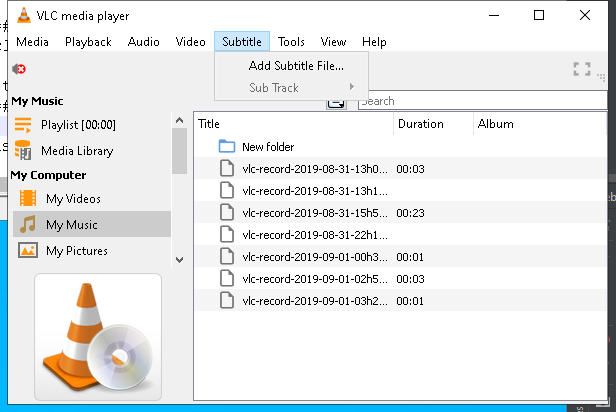 VLC media player
Media Playback Audio Video Subtitle Tools View Help
Add Subtitle File...
Sub Track
My Music
Search
Playlist [00:00]
Title Duration Album
Media Library
New folder
My Computer
vlc-record-2019-08-31-13h0... 00:03
My Videos
vlc-record-2019-08-31-13h1...
My Music
vlc-record-2019-08-31-15h5... 00:23
My Pictures
vlc-record-2019-08-31-22h1...
vlc-record-2019-09-01-00h3... 00:01
vlc-record-2019-09-01-02h5... 00:03
vlc-record-2019-09-01-03h2... 00:01